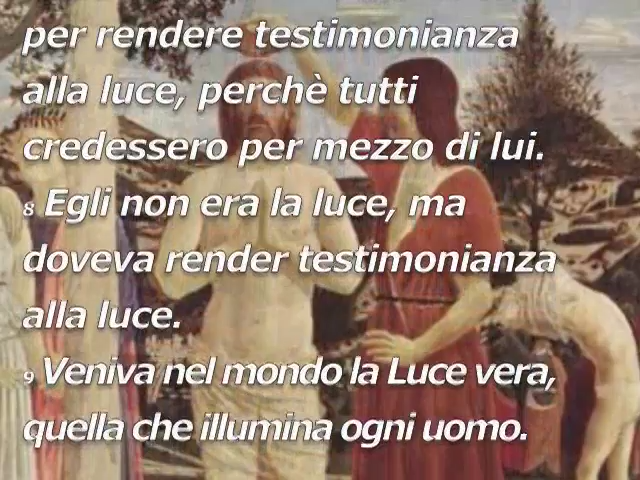 per rendere testimonianza
alla luce, perchè tutti
credessero per mezzo di lui.
8 Egli non era la luce, ma
doveva render testimonianza
alla luce.
9 Veniva nel mondo la Luce vera,
quella che illumina ogni uomo.